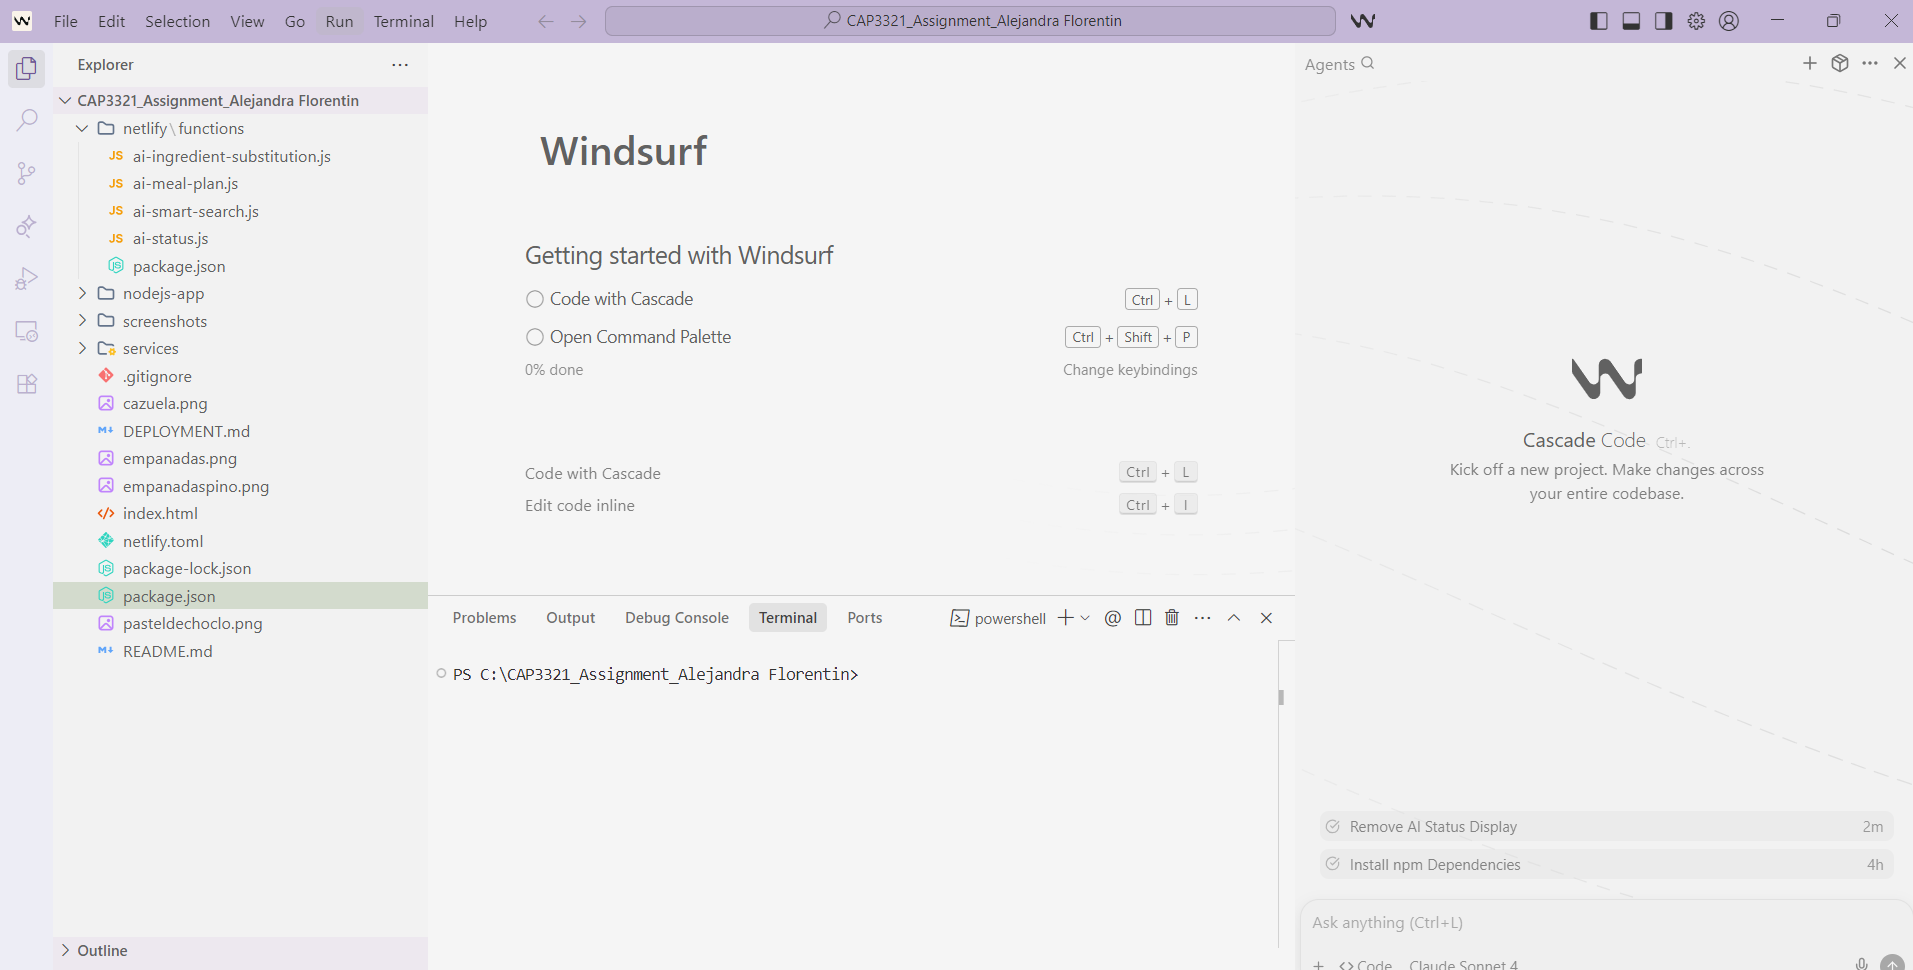 File Edit Selection View Go Run Terminal Help
CAP3321_Assignment_Alejandra Florentin
Explorer
CAP3321_Assignment_Alejandra Florentin
netlify\functions
JS ai-ingredient-substitution.js
JS ai-meal-plan.js
JS ai-smart-search.js
JS ai-status.js
package.json
nodejs-app
screenshots
services
.gitignore
cazuela.png
DEPLOYMENT.md
empanadas.png
empanadaspino.png
index.html
netlify.toml
package-lock.json
package.json
pasteldechoclo.png
README.md
Outline
Windsurf
Getting started with Windsurf
Code with Cascade Ctrl + L
Open Command Palette Ctrl + Shift + P
0% done Change keybindings
Code with Cascade Ctrl + L
Edit code inline Ctrl + I
Problems Output Debug Console Terminal Ports powershell
PS C:\CAP3321_Assignment_Alejandra Florentin>
Agents
Cascade Code Ctrl+.
Kick off a new project. Make changes across
your entire codebase.
Remove AI Status Display 2m
Install npm Dependencies 4h
Ask anything (Ctrl+L)
+ <> Code Claude Sonnet 4